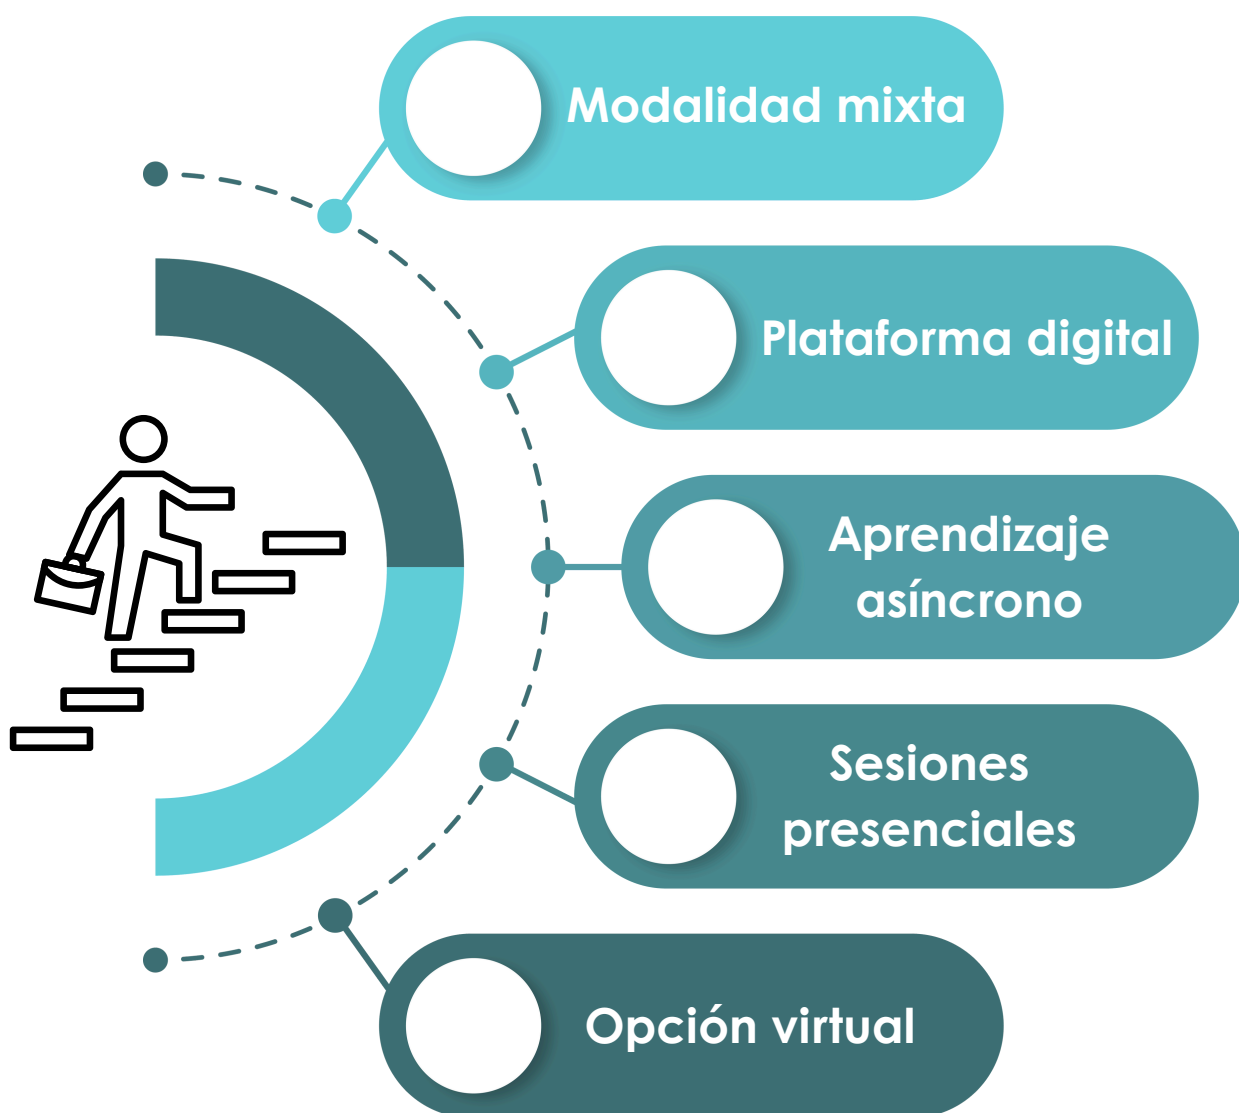 Modalidad mixta
Plataforma digital
Aprendizaje
asíncrono
Sesiones
presenciales
Opción virtual